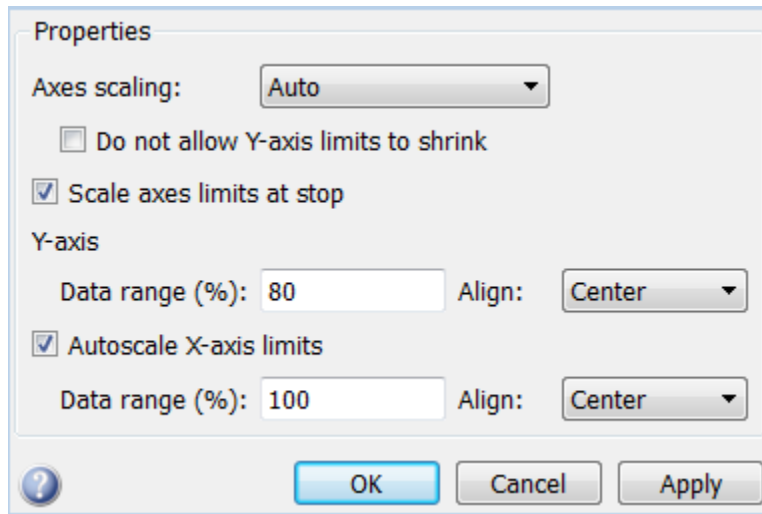 Properties
Axes scaling: Auto
Do not allow Y-axis limits to shrink
Scale axes limits at stop
Y-axis
Data range (%): 80 Align: Center
Autoscale X-axis limits
Data range (%): 100 Align: Center
? OK Cancel Apply